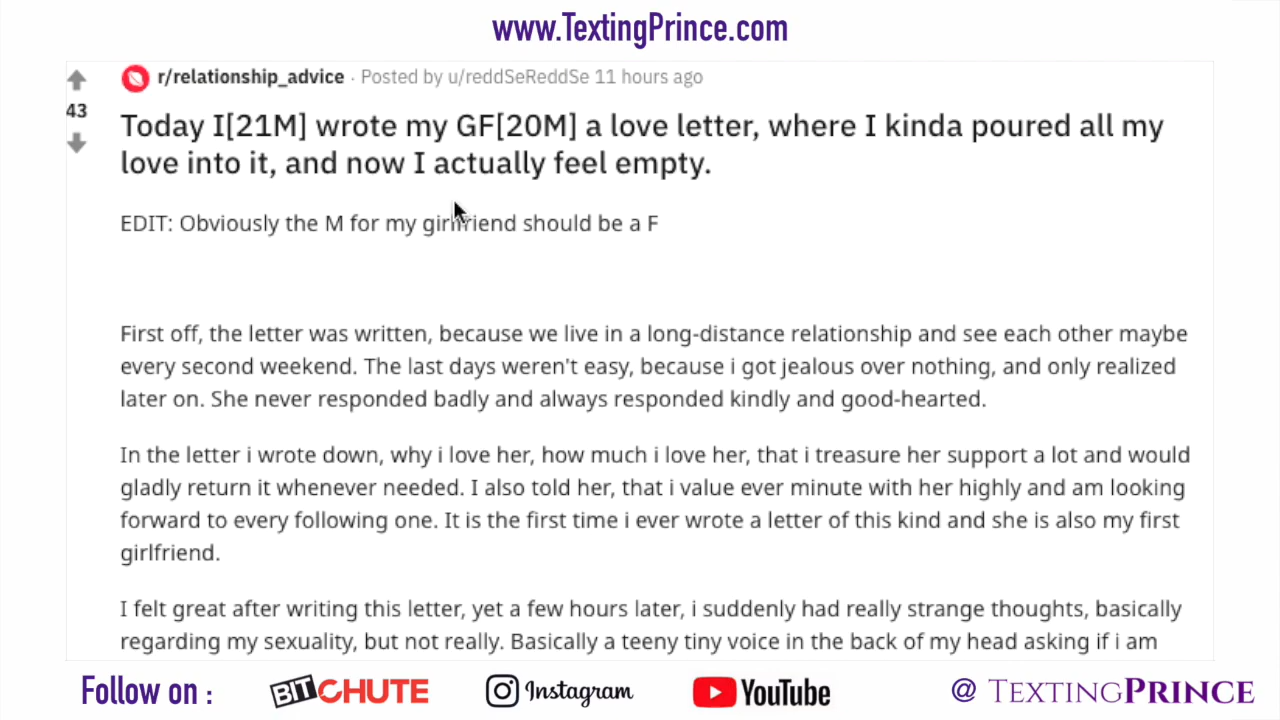 www.TextingPrince.com
r/relationship_advice · Posted by u/reddSeReddSe 11 hours ago
43
Today I[21M] wrote my GF[20M] a love letter, where I kinda poured all my
love into it, and now I actually feel empty.
EDIT: Obviously the M for my girlfriend should be a F
First off, the letter was written, because we live in a long-distance relationship and see each other maybe
every second weekend. The last days weren't easy, because i got jealous over nothing, and only realized
later on. She never responded badly and always responded kindly and good-hearted.
In the letter i wrote down, why i love her, how much i love her, that i treasure her support a lot and would
gladly return it whenever needed. I also told her, that i value ever minute with her highly and am looking
forward to every following one. It is the first time i ever wrote a letter of this kind and she is also my first
girlfriend.
I felt great after writing this letter, yet a few hours later, i suddenly had really strange thoughts, basically
regarding my sexuality, but not really. Basically a teeny tiny voice in the back of my head asking if i am
Follow on : BITCHUTE Instagram YouTube @ TEXTINGPRINCE